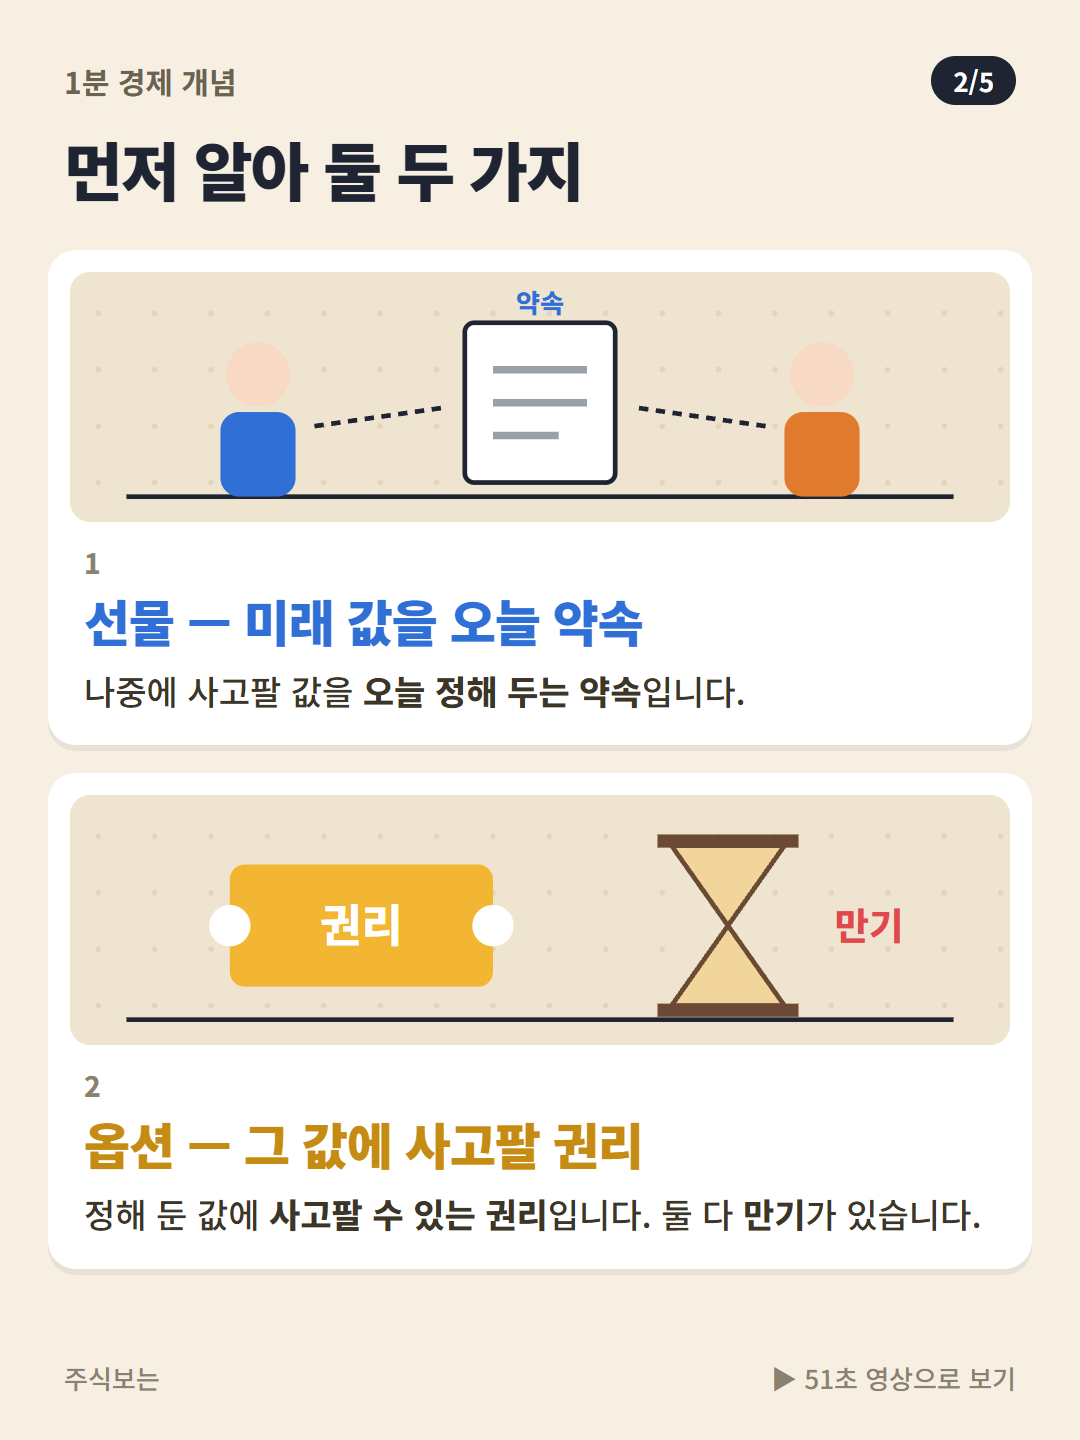 1분 경제 개념
2/5
먼저 알아 둘 두 가지
약속
1
선물 — 미래 값을 오늘 약속
나중에 사고팔 값을 오늘 정해 두는 약속입니다.
권리
만기
2
옵션 — 그 값에 사고팔 권리
정해 둔 값에 사고팔 수 있는 권리입니다. 둘 다 만기가 있습니다.
주식보는
▶ 51초 영상으로 보기